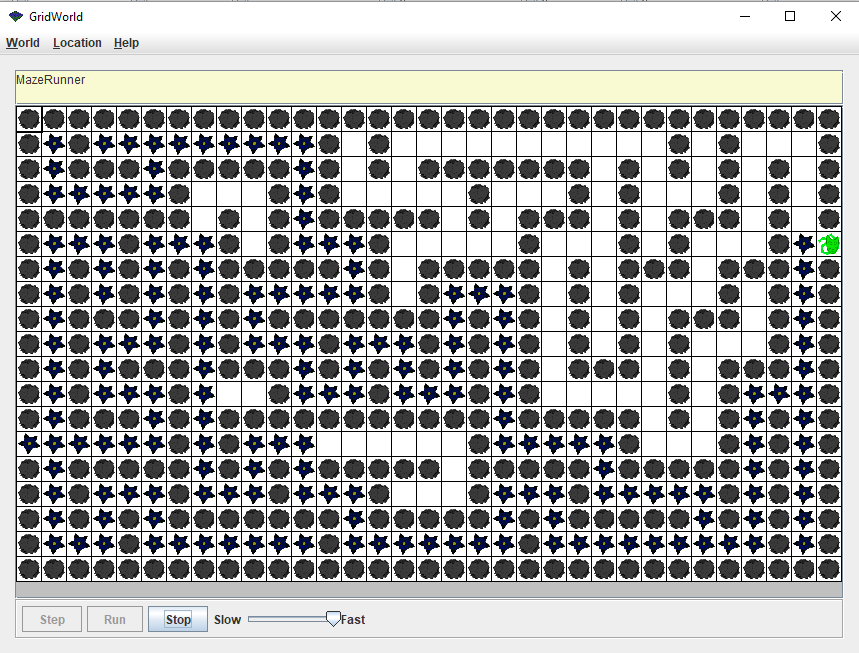 GridWorld
World Location Help
MazeRunner
Step Run Stop Slow Fast